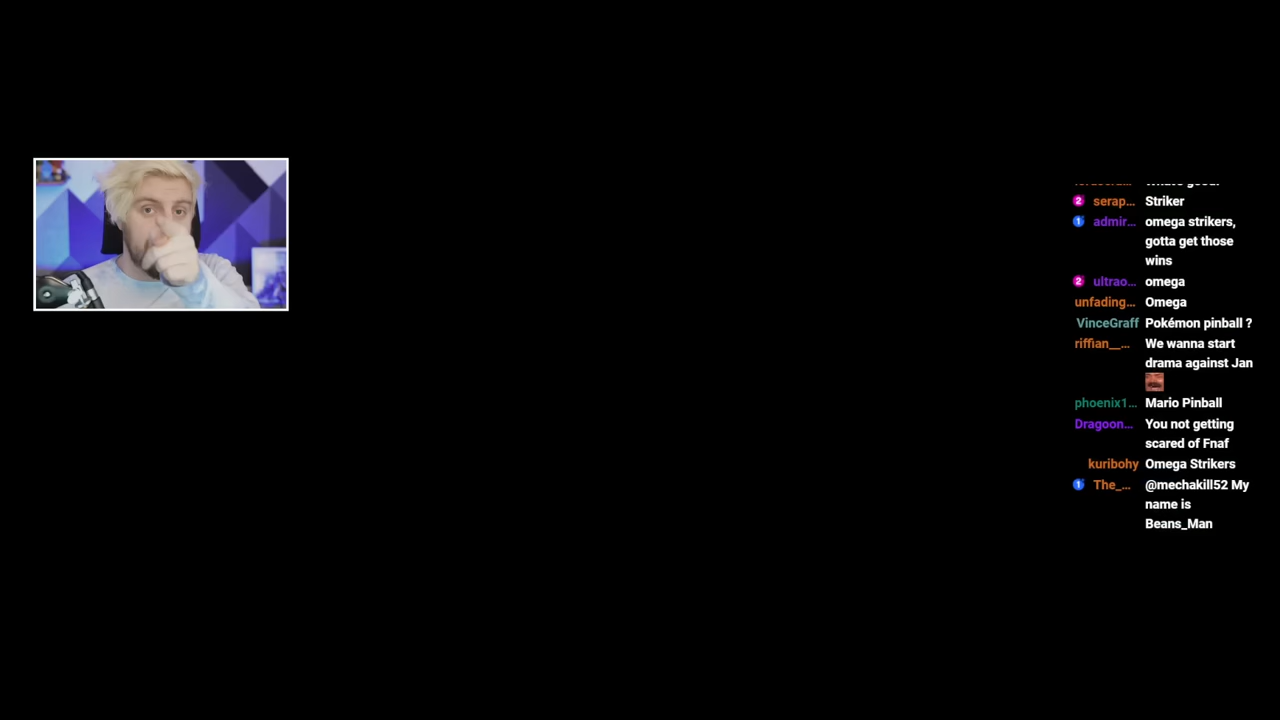 serap… Striker
admir… omega strikers,
gotta get those
wins
ultrao… omega
unfading… Omega
VinceGraff Pokémon pinball ?
riffian__… We wanna start
drama against Jan
phoenix1… Mario Pinball
Dragoon… You not getting
scared of Fnaf
kuribohy Omega Strikers
The_… @mechakill52 My
name is
Beans_Man